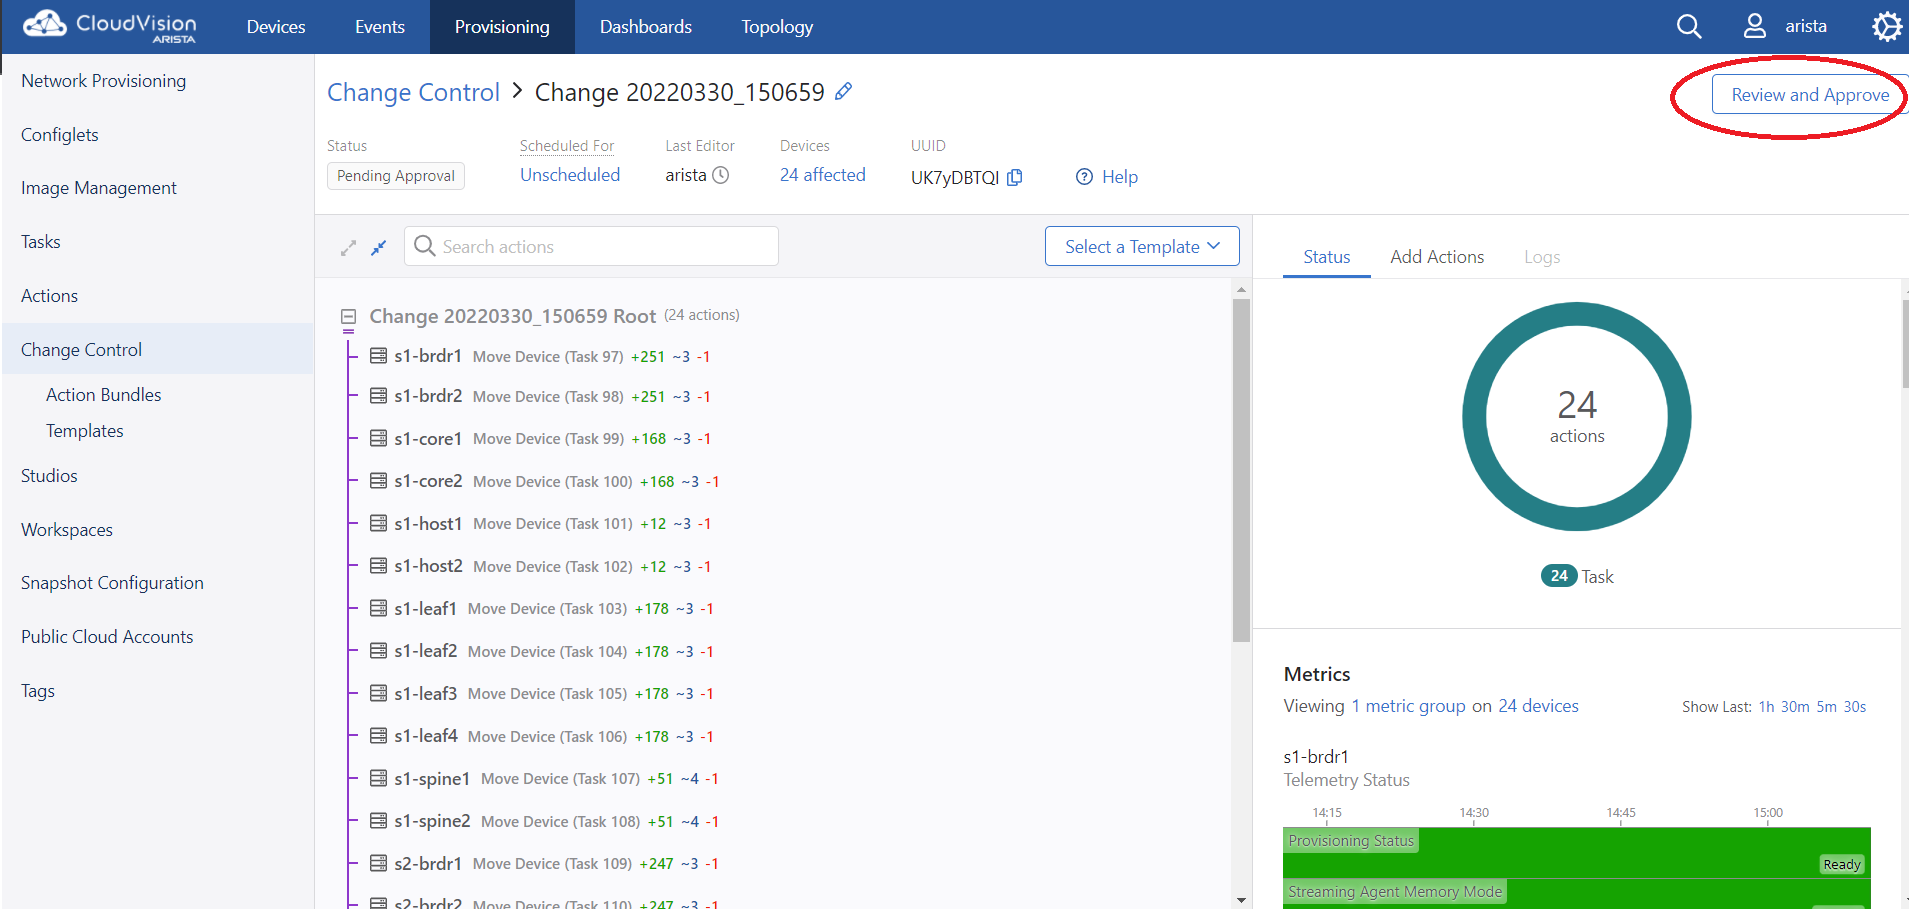 CloudVision
ARISTA
Devices
Events
Provisioning
Dashboards
Topology
arista
Network Provisioning
Configlets
Image Management
Tasks
Actions
Change Control
Action Bundles
Templates
Studios
Workspaces
Snapshot Configuration
Public Cloud Accounts
Tags
Change Control > Change 20220330_150659
Review and Approve
Status
Pending Approval
Scheduled For
Unscheduled
Last Editor
arista
Devices
24 affected
UUID
UK7yDBTQI
Help
Search actions
Select a Template
Change 20220330_150659 Root (24 actions)
s1-brdr1 Move Device (Task 97) +251 ~3 -1
s1-brdr2 Move Device (Task 98) +251 ~3 -1
s1-core1 Move Device (Task 99) +168 ~3 -1
s1-core2 Move Device (Task 100) +168 ~3 -1
s1-host1 Move Device (Task 101) +12 ~3 -1
s1-host2 Move Device (Task 102) +12 ~3 -1
s1-leaf1 Move Device (Task 103) +178 ~3 -1
s1-leaf2 Move Device (Task 104) +178 ~3 -1
s1-leaf3 Move Device (Task 105) +178 ~3 -1
s1-leaf4 Move Device (Task 106) +178 ~3 -1
s1-spine1 Move Device (Task 107) +51 ~4 -1
s1-spine2 Move Device (Task 108) +51 ~4 -1
s2-brdr1 Move Device (Task 109) +247 ~3 -1
s2-brdr2 Move Device (Task 110) +247 ~3 -1
Status
Add Actions
Logs
24
actions
24 Task
Metrics
Viewing 1 metric group on 24 devices
Show Last: 1h 30m 5m 30s
s1-brdr1
Telemetry Status
14:15 14:30 14:45 15:00
Provisioning Status
Ready
Streaming Agent Memory Mode